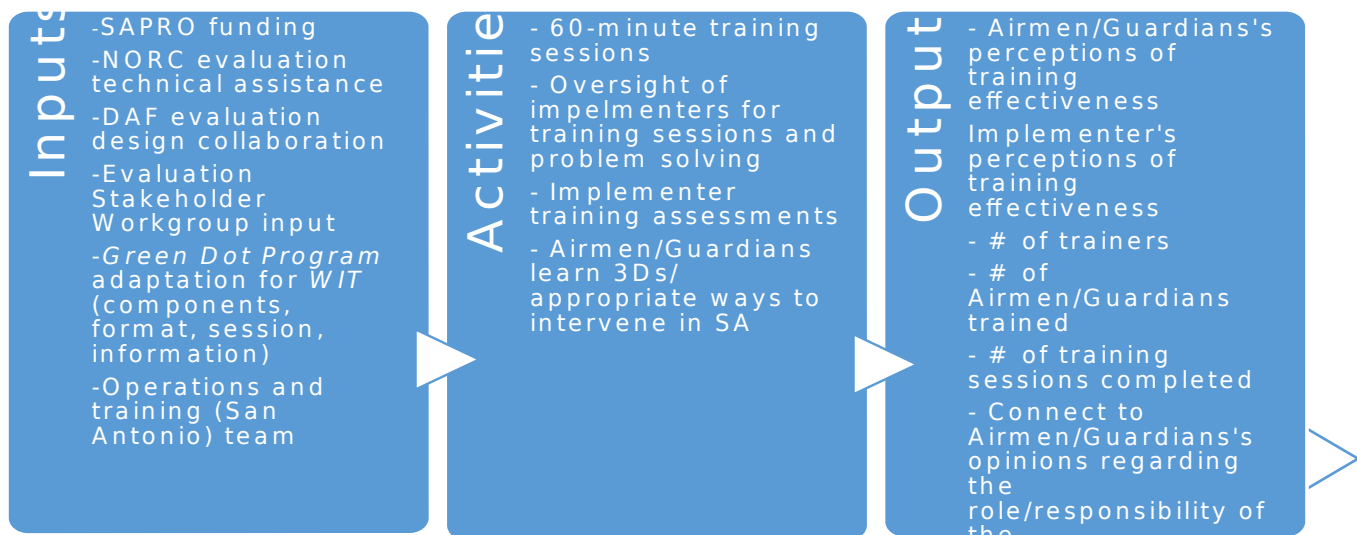 Inputs
-SAPRO funding
-NORC evaluation
technical assistance
-DAF evaluation
design collaboration
-Evaluation
Stakeholder
Workgroup input
-Green Dot Program
adaptation for WIT
(components,
format, session,
information)
-Operations and
training (San
Antonio) team
Activitie
- 60-minute training
sessions
- Oversight of
impelmenters for
training sessions and
problem solving
- Implementer
training assessments
- Airmen/Guardians
learn 3Ds/
appropriate ways to
intervene in SA
Output
- Airmen/Guardians's
perceptions of
training
effectiveness
Implementer's
perceptions of
training
effectiveness
- # of trainers
- # of
Airmen/Guardians
trained
- # of training
sessions completed
- Connect to
Airmen/Guardians's
opinions regarding
the
role/responsibility of
the